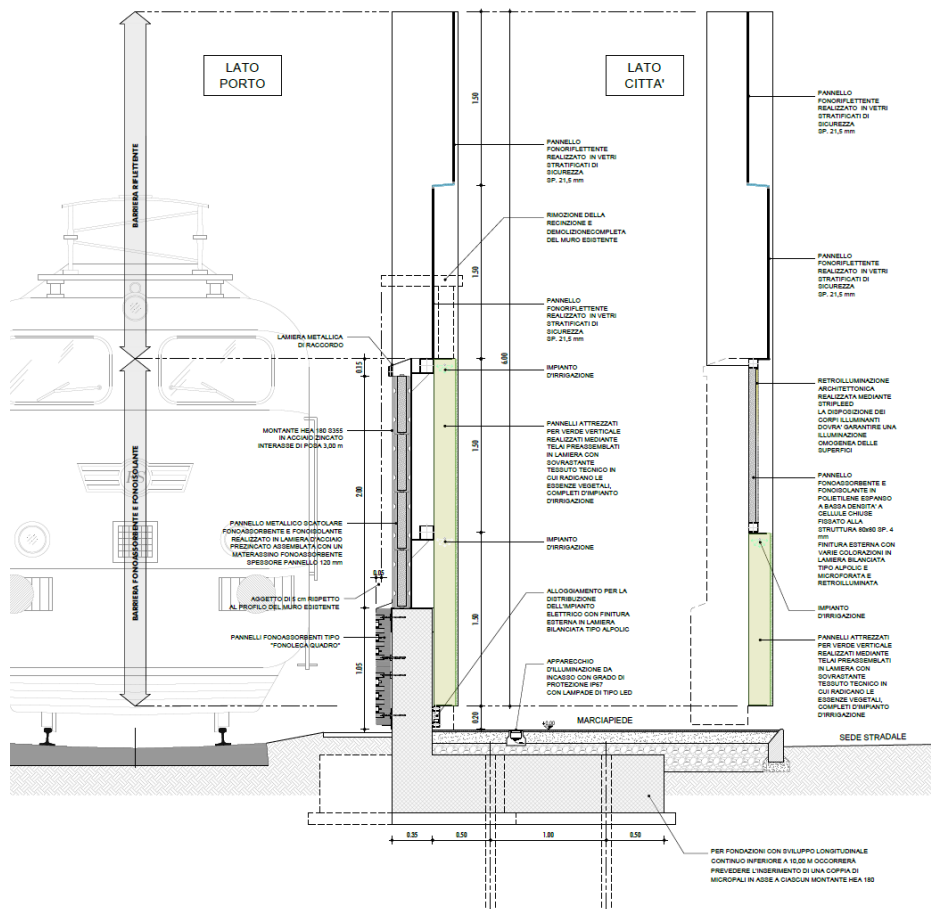 LATO
PORTO
LATO
CITTA'
BARRIERA RIFLETTENTE
BARRIERA FONOASSORBENTE E FONOISOLANTE
LAMIERA METALLICA
DI RACCORDO
MONTANTE HEA 180 S355
IN ACCIAIO ZINCATO
INTERASSE DI POSA 3,00 m
PANNELLO METALLICO SCATOLARE
FONOASSORBENTE E FONOISOLANTE
REALIZZATO IN LAMIERA D'ACCIAIO
PREZINCATO ASSEMBLATA CON UN
MATERASSINO FONOASSORBENTE
SPESSORE PANNELLO 120 mm
0.05
AGGETTO DI 5 cm RISPETTO
AL PROFILO DEL MURO ESISTENTE
PANNELLI FONOASSORBENTI TIPO
"FONOLECA QUADRO"
0.15
2.00
1.05
1.50
1.50
1.50
1.50
0.20
6.00
PANNELLO
FONORIFLETTENTE
REALIZZATO IN VETRI
STRATIFICATI DI
SICUREZZA
SP. 21,5 mm
RIMOZIONE DELLA
RECINZIONE E
DEMOLIZIONECOMPLETA
DEL MURO ESISTENTE
PANNELLO
FONORIFLETTENTE
REALIZZATO IN VETRI
STRATIFICATI DI
SICUREZZA
SP. 21,5 mm
IMPIANTO
D'IRRIGAZIONE
PANNELLI ATTREZZATI
PER VERDE VERTICALE
REALIZZATI MEDIANTE
TELAI PREASSEMBLATI
IN LAMIERA CON
SOVRASTANTE
TESSUTO TECNICO IN
CUI RADICANO LE
ESSENZE VEGETALI,
COMPLETI D'IMPIANTO
D'IRRIGAZIONE
IMPIANTO
D'IRRIGAZIONE
ALLOGGIAMENTO PER LA
DISTRIBUZIONE
DELL'IMPIANTO
ELETTRICO CON FINITURA
ESTERNA IN LAMIERA
BILANCIATA TIPO ALPOLIC
APPARECCHIO
D'ILLUMINAZIONE DA
INCASSO CON GRADO DI
PROTEZIONE IP67
CON LAMPADE DI TIPO LED
±0.00
MARCIAPIEDE
SEDE STRADALE
PANNELLO
FONORIFLETTENTE
REALIZZATO IN VETRI
STRATIFICATI DI
SICUREZZA
SP. 21,5 mm
PANNELLO
FONORIFLETTENTE
REALIZZATO IN VETRI
STRATIFICATI DI
SICUREZZA
SP. 21,5 mm
RETROILLUMINAZIONE
ARCHITETTONICA
REALIZZATA MEDIANTE
STRIPLEED
LA DISPOSIZIONE DEI
CORPI ILLUMINANTI
DOVRA' GARANTIRE UNA
ILLUMINAZIONE
OMOGENEA DELLE
SUPERFICI
PANNELLO
FONOASSORBENTE E
FONOISOLANTE IN
POLIETILENE ESPANSO
A BASSA DENSITA' A
CELLULE CHIUSE
FISSATO ALLA
STRUTTURA 80x80 SP. 4
mm
FINITURA ESTERNA CON
VARIE COLORAZIONI IN
LAMIERA BILANCIATA
TIPO ALPOLIC E
MICROFORATA E
RETROILLUMINATA
IMPIANTO
D'IRRIGAZIONE
PANNELLI ATTREZZATI
PER VERDE VERTICALE
REALIZZATI MEDIANTE
TELAI PREASSEMBLATI
IN LAMIERA CON
SOVRASTANTE
TESSUTO TECNICO IN
CUI RADICANO LE
ESSENZE VEGETALI,
COMPLETI D'IMPIANTO
D'IRRIGAZIONE
0.35
0.50
1.00
0.50
PER FONDAZIONI CON SVILUPPO LONGITUDINALE
CONTINUO INFERIORE A 10,00 M OCCORRERÀ
PREVEDERE L'INSERIMENTO DI UNA COPPIA DI
MICROPALI IN ASSE A CIASCUN MONTANTE HEA 180